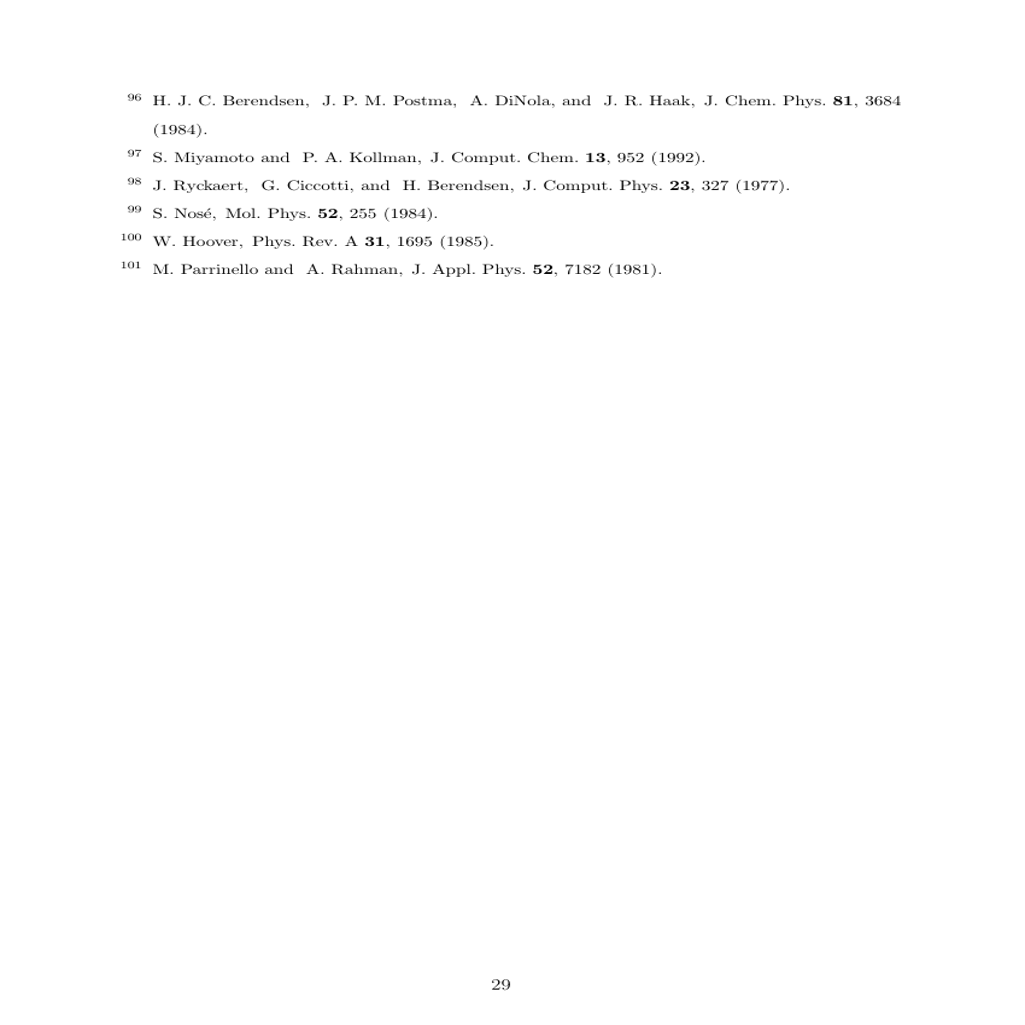 96 H. J. C. Berendsen, J. P. M. Postma, A. DiNola, and J. R. Haak, J. Chem. Phys. 81, 3684
(1984).
97 S. Miyamoto and P. A. Kollman, J. Comput. Chem. 13, 952 (1992).
98 J. Ryckaert, G. Ciccotti, and H. Berendsen, J. Comput. Phys. 23, 327 (1977).
99 S. Nosé, Mol. Phys. 52, 255 (1984).
100 W. Hoover, Phys. Rev. A 31, 1695 (1985).
101 M. Parrinello and A. Rahman, J. Appl. Phys. 52, 7182 (1981).
29